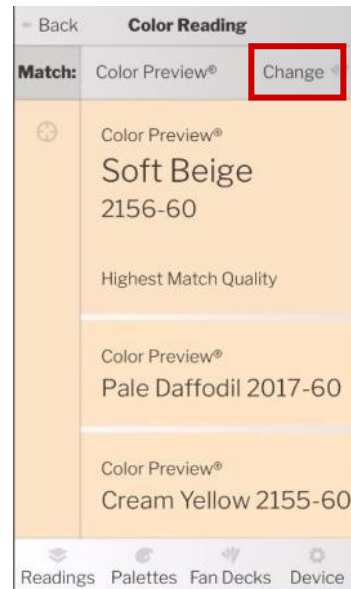 Back Color Reading
Match: Color Preview® Change
Color Preview®
Soft Beige
2156-60
Highest Match Quality
Color Preview®
Pale Daffodil 2017-60
Color Preview®
Cream Yellow 2155-60
Readings Palettes Fan Decks Device